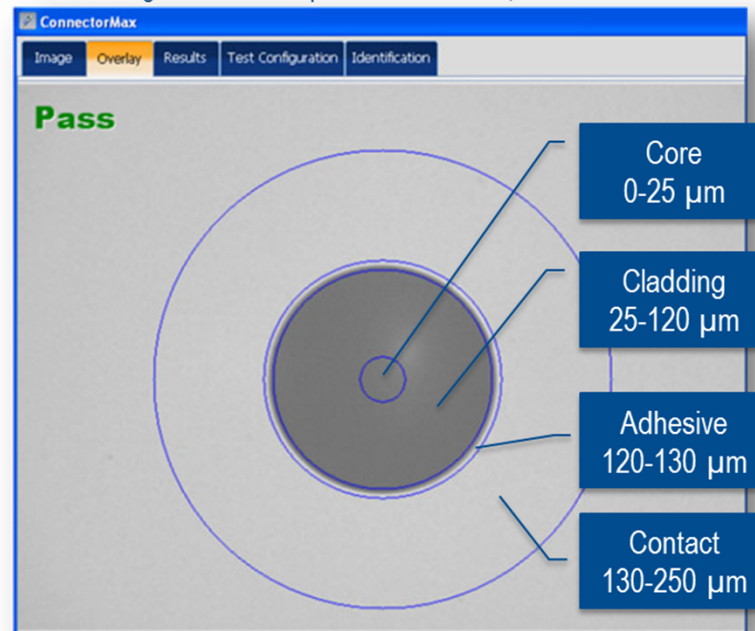 ConnectorMax
Image Overlay Results Test Configuration Identification
Pass
Core
0-25 µm
Cladding
25-120 µm
Adhesive
120-130 µm
Contact
130-250 µm